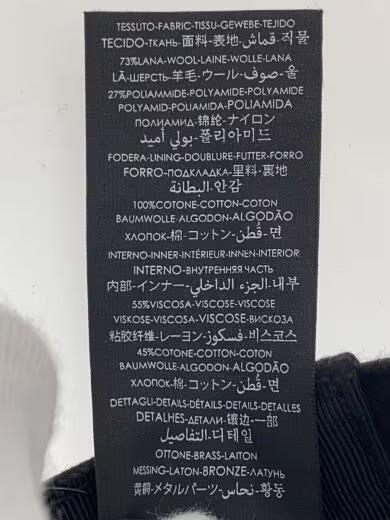 TESSUTO-FABRIC-TISSU-GEWEBE-TEJIDO
TECIDO-ТКАНЬ-面料-表地-قماش-직물
73%LANA-WOOL-LAINE-WOLLE-LANA
LÃ-ШЕРСТЬ-羊毛-ウール-صوف-울
27%POLIAMMIDE-POLYAMIDE-POLYAMIDE
POLYAMID-POLIAMIDA-POLIAMIDA
ПОЛИАМИД-锦纶-ナイロン
بولي أميد-폴리아미드
FODERA-LINING-DOUBLURE-FUTTER-FORRO
FORRO-ПОДКЛАДКА-里料-裏地
البطانة-안감
100%COTONE-COTTON-COTON
BAUMWOLLE-ALGODON-ALGODÃO
ХЛОПОК-棉-コットン-قُطن-면
INTERNO-INNER-INTÉRIEUR-INNEN-INTERIOR
INTERNO-ВНУТРЕННЯЯ ЧАСТЬ
内部-インナー-الجزء الداخلي-내부
55%VISCOSA-VISCOSE-VISCOSE
VISKOSE-VISCOSA-VISCOSE-ВИСКОЗА
粘胶纤维-レーヨン-فسكوز-비스코스
45%COTONE-COTTON-COTON
BAUMWOLLE-ALGODON-ALGODÃO
ХЛОПОК-棉-コットン-قُطن-면
DETTAGLI-DETAILS-DÉTAILS-DETAILS-DETALLES
DETALHES-ДЕТАЛИ-镶边-一部
التفاصيل-디테일
OTTONE-BRASS-LAITON
MESSING-LATON-BRONZE-ЛАТУНЬ
黄銅-メタルパーツ-نحاس-황동